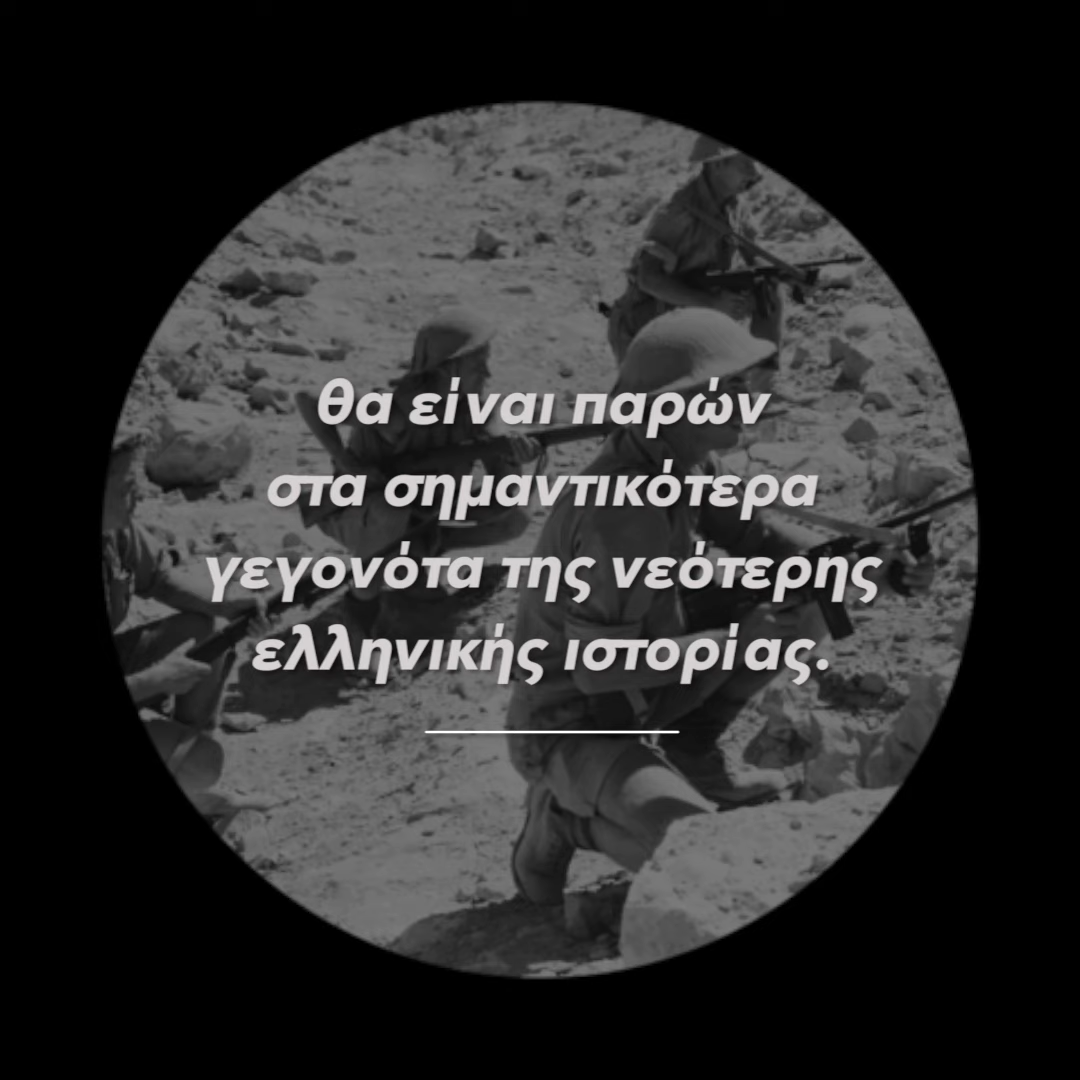 θα είναι παρών
στα σημαντικότερα
γεγονότα της νεότερης
ελληνικής ιστορίας.